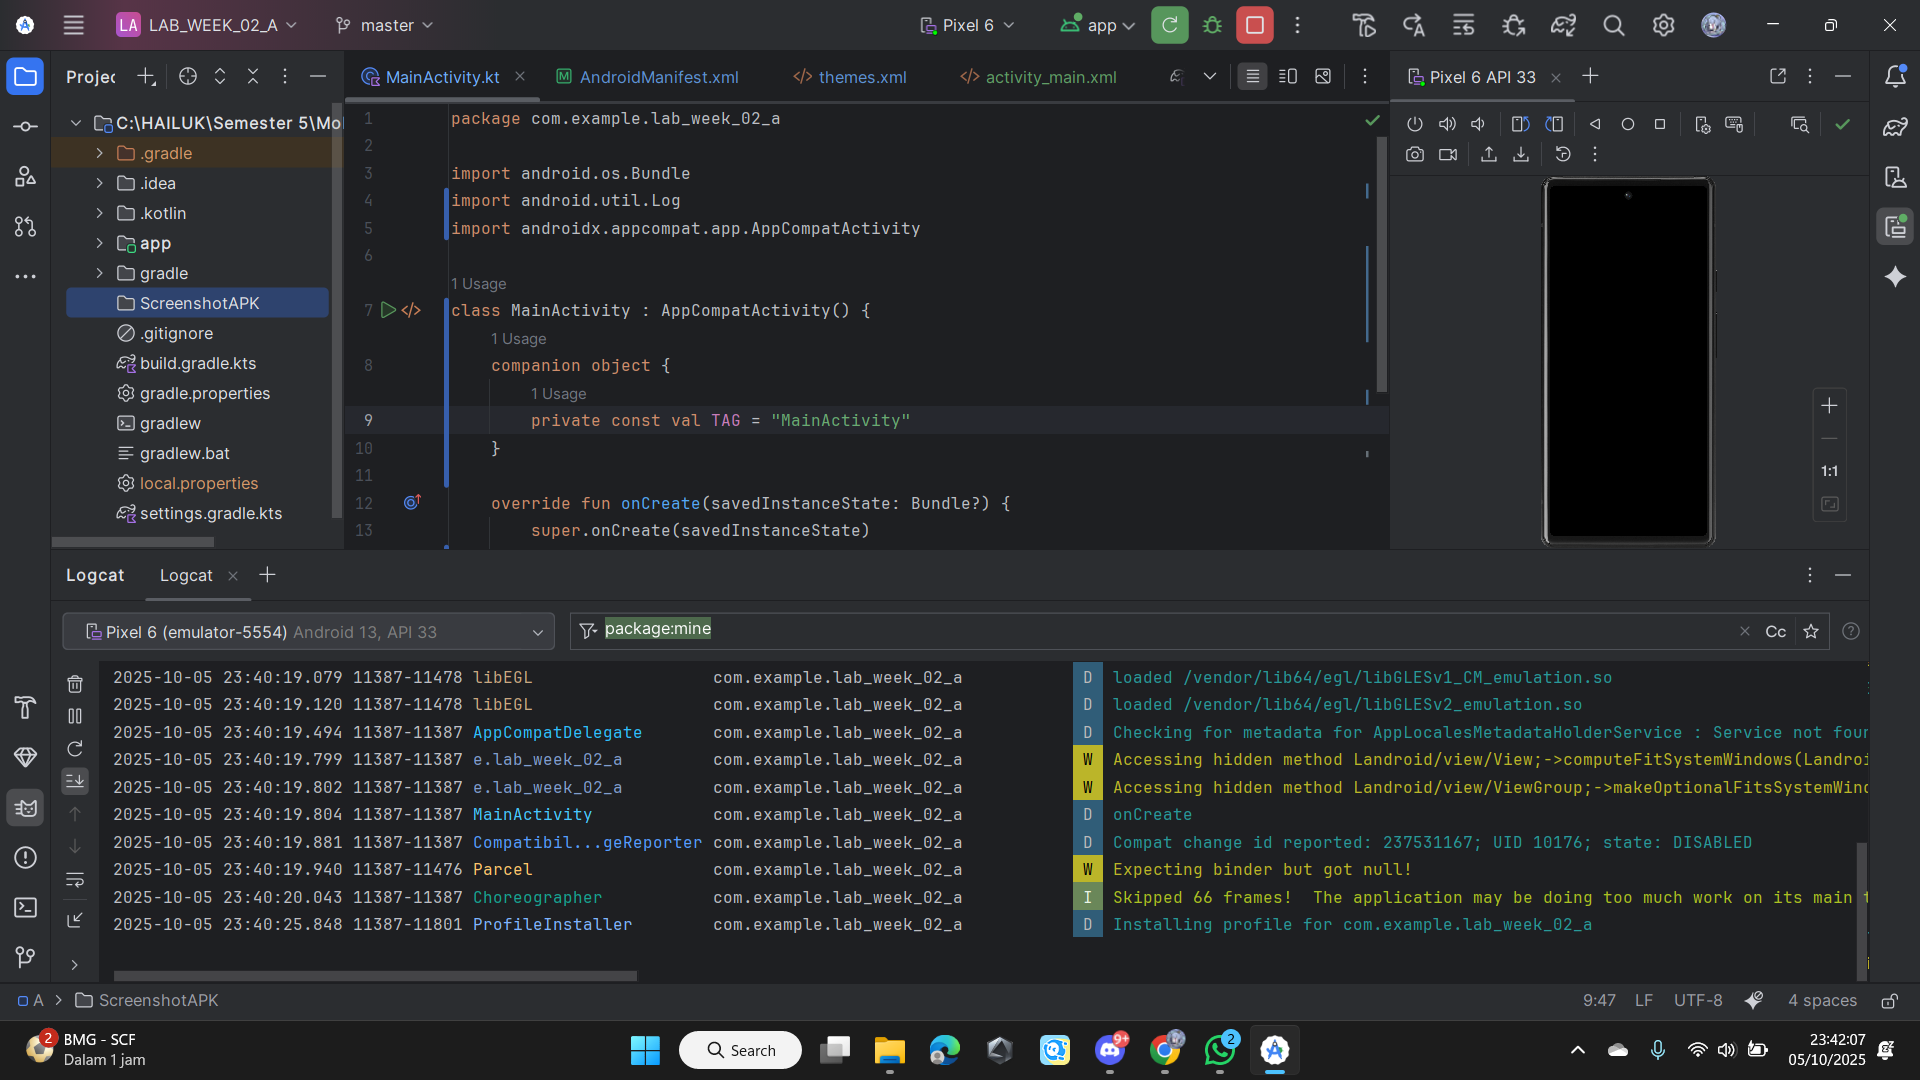 LA LAB_WEEK_02_A
master
Pixel 6
app
Projec
MainActivity.kt
AndroidManifest.xml
themes.xml
activity_main.xml
Pixel 6 API 33
C:\HAILUK\Semester 5\Mo
.gradle
.idea
.kotlin
app
gradle
ScreenshotAPK
.gitignore
build.gradle.kts
gradle.properties
gradlew
gradlew.bat
local.properties
settings.gradle.kts
1 package com.example.lab_week_02_a
2
3 import android.os.Bundle
4 import android.util.Log
5 import androidx.appcompat.app.AppCompatActivity
6
1 Usage
7 class MainActivity : AppCompatActivity() {
1 Usage
8 companion object {
1 Usage
9 private const val TAG = "MainActivity"
10 }
11
12 override fun onCreate(savedInstanceState: Bundle?) {
13 super.onCreate(savedInstanceState)
1:1
Logcat
Logcat
Pixel 6 (emulator-5554) Android 13, API 33
package:mine
Cc
2025-10-05 23:40:19.079 11387-11478 libEGL com.example.lab_week_02_a D loaded /vendor/lib64/egl/libGLESv1_CM_emulation.so
2025-10-05 23:40:19.120 11387-11478 libEGL com.example.lab_week_02_a D loaded /vendor/lib64/egl/libGLESv2_emulation.so
2025-10-05 23:40:19.494 11387-11387 AppCompatDelegate com.example.lab_week_02_a D Checking for metadata for AppLocalesMetadataHolderService : Service not foun
2025-10-05 23:40:19.799 11387-11387 e.lab_week_02_a com.example.lab_week_02_a W Accessing hidden method Landroid/view/View;->computeFitSystemWindows(Landroi
2025-10-05 23:40:19.802 11387-11387 e.lab_week_02_a com.example.lab_week_02_a W Accessing hidden method Landroid/view/ViewGroup;->makeOptionalFitsSystemWind
2025-10-05 23:40:19.804 11387-11387 MainActivity com.example.lab_week_02_a D onCreate
2025-10-05 23:40:19.881 11387-11387 Compatibil...geReporter com.example.lab_week_02_a D Compat change id reported: 237531167; UID 10176; state: DISABLED
2025-10-05 23:40:19.940 11387-11476 Parcel com.example.lab_week_02_a W Expecting binder but got null!
2025-10-05 23:40:20.043 11387-11387 Choreographer com.example.lab_week_02_a I Skipped 66 frames!  The application may be doing too much work on its main t
2025-10-05 23:40:25.848 11387-11801 ProfileInstaller com.example.lab_week_02_a D Installing profile for com.example.lab_week_02_a
A > ScreenshotAPK
9:47 LF UTF-8 4 spaces
2
BMG - SCF
Dalam 1 jam
Search
9+
2
23:42:07
05/10/2025